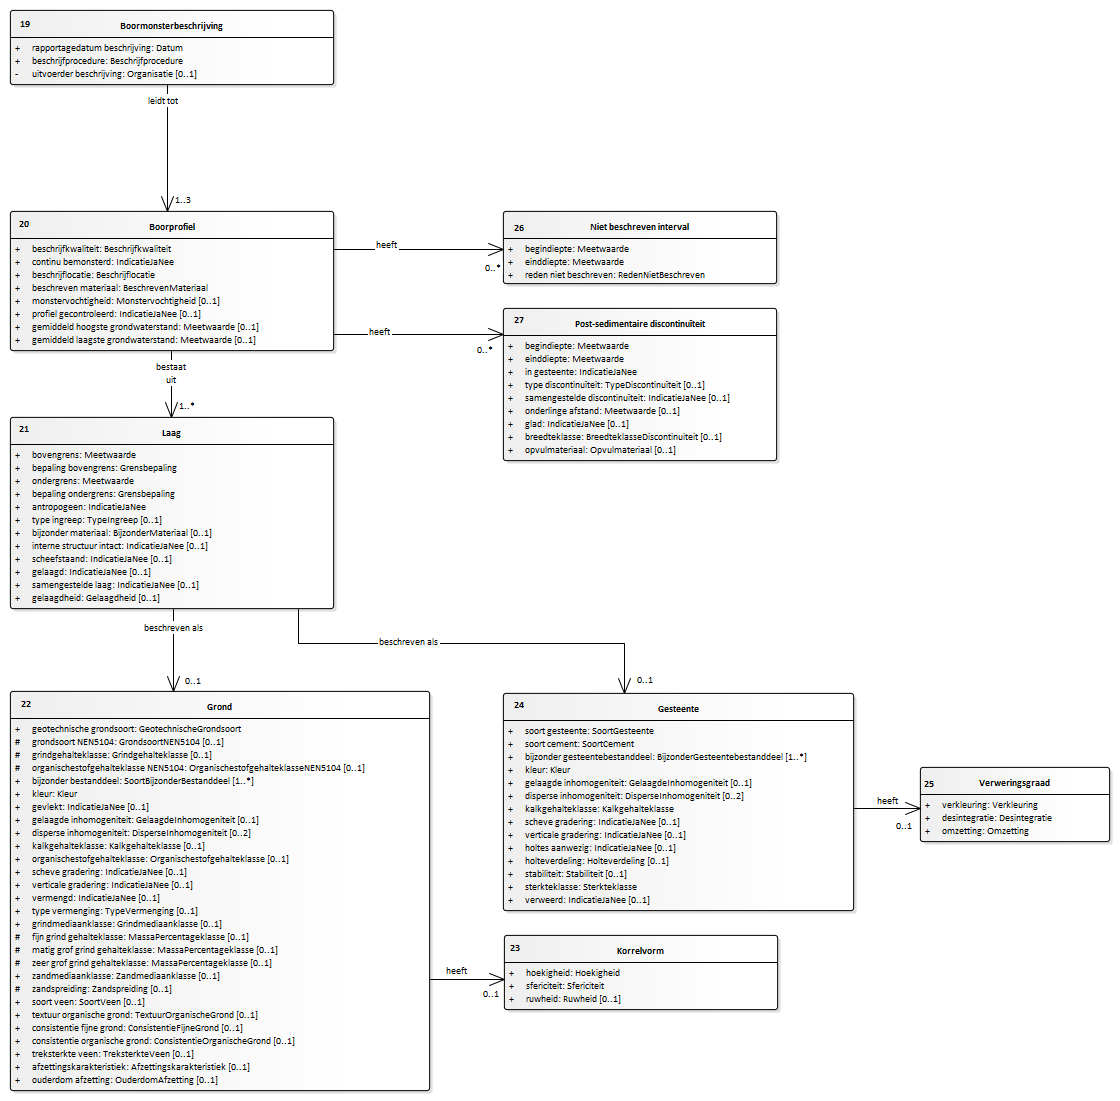 19
Boormonsterbeschrijving
+ rapportagedatum beschrijving: Datum
+ beschrijfprocedure: Beschrijfprocedure
- uitvoerder beschrijving: Organisatie [0..1]
leidt tot
1..3
20
Boorprofiel
+ beschrijfkwaliteit: Beschrijfkwaliteit
+ continu bemonsterd: IndicatieJaNee
+ beschrijflocatie: Beschrijflocatie
+ beschreven materiaal: BeschrevenMateriaal
+ monstervochtigheid: Monstervochtigheid [0..1]
+ profiel gecontroleerd: IndicatieJaNee [0..1]
+ gemiddeld hoogste grondwaterstand: Meetwaarde [0..1]
+ gemiddeld laagste grondwaterstand: Meetwaarde [0..1]
heeft
0..*
26
Niet beschreven interval
+ begindiepte: Meetwaarde
+ einddiepte: Meetwaarde
+ reden niet beschreven: RedenNietBeschreven
heeft
0..*
27
Post-sedimentaire discontinuïteit
+ begindiepte: Meetwaarde
+ einddiepte: Meetwaarde
+ in gesteente: IndicatieJaNee
+ type discontinuïteit: TypeDiscontinuiteit [0..1]
+ samengestelde discontinuïteit: IndicatieJaNee [0..1]
+ onderlinge afstand: Meetwaarde [0..1]
+ glad: IndicatieJaNee [0..1]
+ breedteklasse: BreedteklasseDiscontinuiteit [0..1]
+ opvulmateriaal: Opvulmateriaal [0..1]
bestaat
uit
1..*
21
Laag
+ bovengrens: Meetwaarde
+ bepaling bovengrens: Grensbepaling
+ ondergrens: Meetwaarde
+ bepaling ondergrens: Grensbepaling
+ antropogeen: IndicatieJaNee
+ type ingreep: TypeIngreep [0..1]
+ bijzonder materiaal: BijzonderMateriaal [0..1]
+ interne structuur intact: IndicatieJaNee [0..1]
+ scheefstaand: IndicatieJaNee [0..1]
+ gelaagd: IndicatieJaNee [0..1]
+ samengestelde laag: IndicatieJaNee [0..1]
+ gelaagdheid: Gelaagdheid [0..1]
beschreven als
0..1
beschreven als
0..1
22
Grond
+ geotechnische grondsoort: GeotechnischeGrondsoort
# grondsoort NEN5104: GrondsoortNEN5104 [0..1]
# grindgehalteklasse: Grindgehalteklasse [0..1]
# organischestofgehalteklasse NEN5104: OrganischestofgehalteklasseNEN5104 [0..1]
+ bijzonder bestanddeel: SoortBijzonderBestanddeel [1..*]
+ kleur: Kleur
+ gevlekt: IndicatieJaNee [0..1]
+ gelaagde inhomogeniteit: GelaagdeInhomogeniteit [0..1]
+ disperse inhomogeniteit: DisperseInhomogeniteit [0..2]
+ kalkgehalteklasse: Kalkgehalteklasse [0..1]
+ organischestofgehalteklasse: Organischestofgehalteklasse [0..1]
+ scheve gradering: IndicatieJaNee [0..1]
+ verticale gradering: IndicatieJaNee [0..1]
+ vermengd: IndicatieJaNee [0..1]
+ type vermenging: TypeVermenging [0..1]
+ grindmediaanklasse: Grindmediaanklasse [0..1]
# fijn grind gehalteklasse: MassaPercentageklasse [0..1]
# matig grof grind gehalteklasse: MassaPercentageklasse [0..1]
# zeer grof grind gehalteklasse: MassaPercentageklasse [0..1]
+ zandmediaanklasse: Zandmediaanklasse [0..1]
# zandspreiding: Zandspreiding [0..1]
+ soort veen: SoortVeen [0..1]
+ textuur organische grond: TextuurOrganischeGrond [0..1]
+ consistentie fijne grond: ConsistentieFijneGrond [0..1]
+ consistentie organische grond: ConsistentieOrganischeGrond [0..1]
+ treksterkte veen: TreksterkteVeen [0..1]
+ afzettingskarakteristiek: Afzettingskarakteristiek [0..1]
+ ouderdom afzetting: OuderdomAfzetting [0..1]
24
Gesteente
+ soort gesteente: SoortGesteente
+ soort cement: SoortCement
+ bijzonder gesteentebestanddeel: BijzonderGesteentebestanddeel [1..*]
+ kleur: Kleur
+ gelaagde inhomogeniteit: GelaagdeInhomogeniteit [0..1]
+ disperse inhomogeniteit: DisperseInhomogeniteit [0..2]
+ kalkgehalteklasse: Kalkgehalteklasse
+ scheve gradering: IndicatieJaNee [0..1]
+ verticale gradering: IndicatieJaNee [0..1]
+ holtes aanwezig: IndicatieJaNee [0..1]
+ holteverdeling: Holteverdeling [0..1]
+ stabiliteit: Stabiliteit [0..1]
+ sterkteklasse: Sterkteklasse
+ verweerd: IndicatieJaNee [0..1]
heeft
0..1
25
Verweringsgraad
+ verkleuring: Verkleuring
+ desintegratie: Desintegratie
+ omzetting: Omzetting
heeft
0..1
23
Korrelvorm
+ hoekigheid: Hoekigheid
+ sfericiteit: Sfericiteit
+ ruwheid: Ruwheid [0..1]